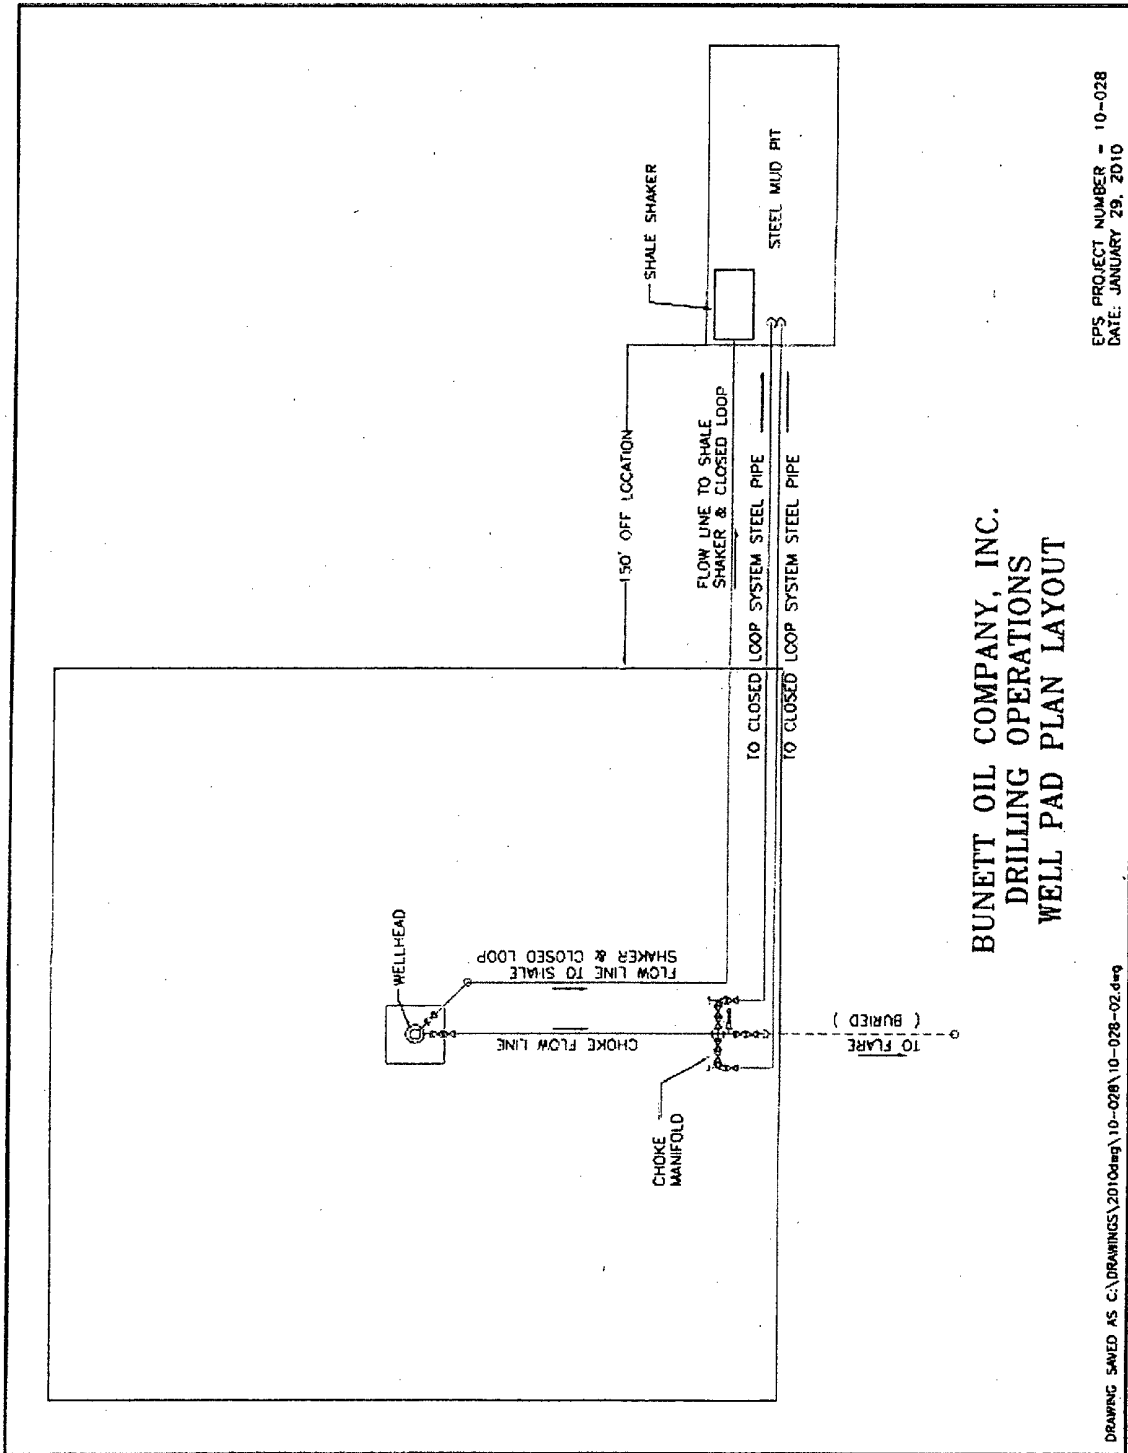 SHALE SHAKER
STEEL MUD PIT
150' OFF LOCATION
FLOW LINE TO SHALE
SHAKER & CLOSED LOOP
TO CLOSED LOOP SYSTEM STEEL PIPE
TO CLOSED LOOP SYSTEM STEEL PIPE
WELLHEAD
FLOW LINE TO SHALE
SHAKER & CLOSED LOOP
CHOKE FLOW LINE
CHOKE
MANIFOLD
TO FLARE
( BURIED )
BUNETT OIL COMPANY, INC.
DRILLING OPERATIONS
WELL PAD PLAN LAYOUT
EPS PROJECT NUMBER - 10-028
DATE: JANUARY 29, 2010
DRAWING SAVED AS C:\DRAWINGS\2010dwg\10-028\10-028-02.dwg